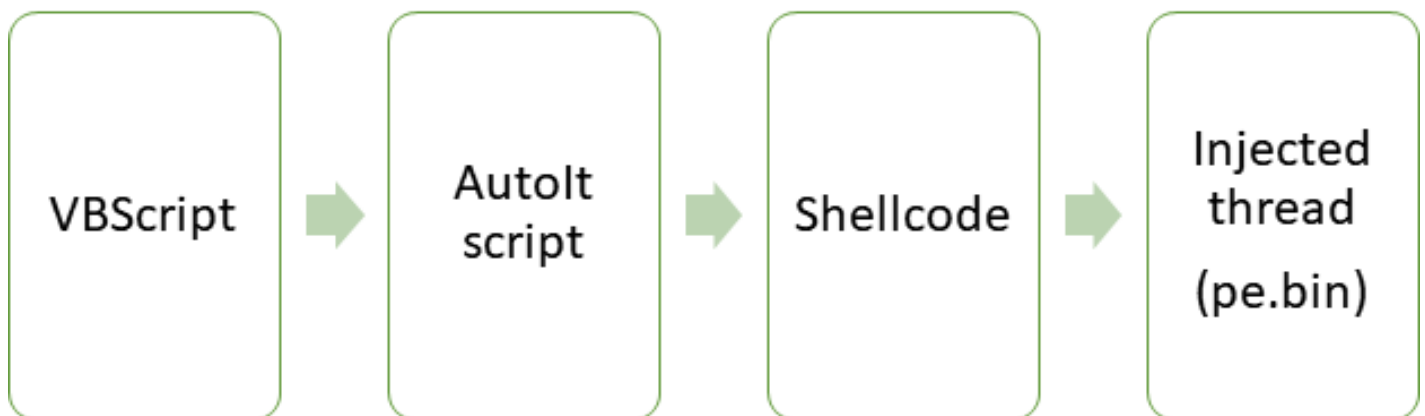 VBScript
AutoIt
script
Shellcode
Injected
thread
(pe.bin)